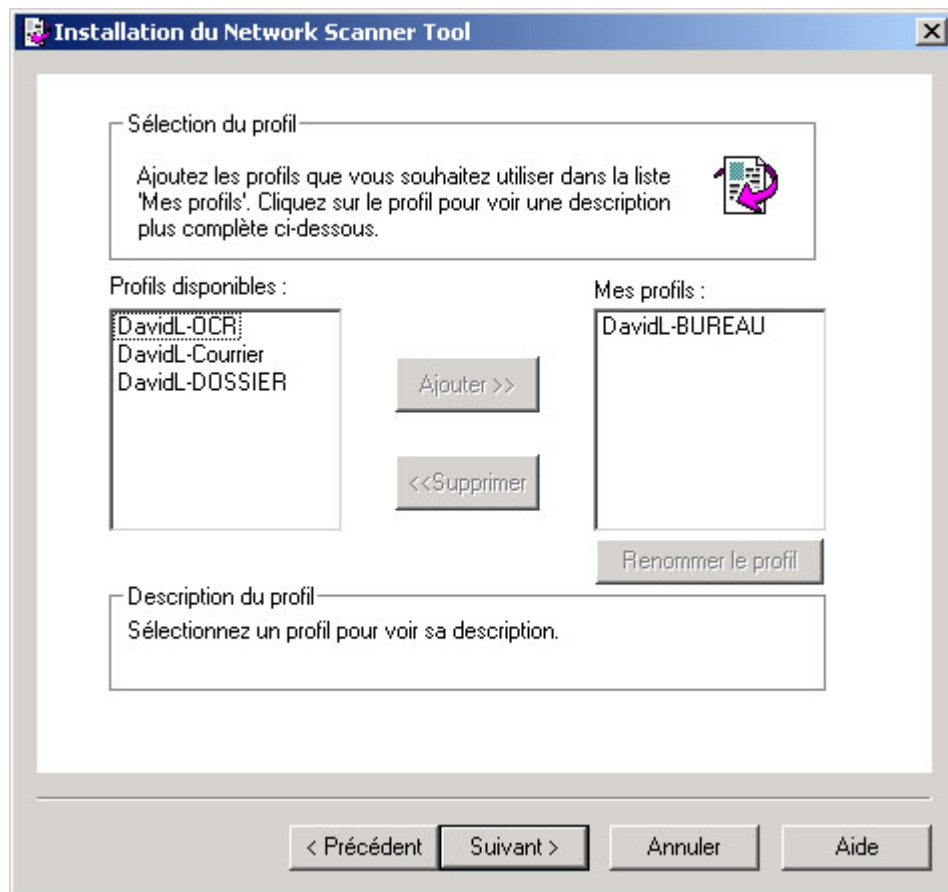 Installation du Network Scanner Tool
Sélection du profil
Ajoutez les profils que vous souhaitez utiliser dans la liste
'Mes profils'. Cliquez sur le profil pour voir une description
plus complète ci-dessous.
Profils disponibles :
DavidL-OCR
DavidL-Courrier
DavidL-DOSSIER
Ajouter >>
<<Supprimer
Mes profils :
DavidL-BUREAU
Renommer le profil
Description du profil
Sélectionnez un profil pour voir sa description.
< Précédent
Suivant >
Annuler
Aide